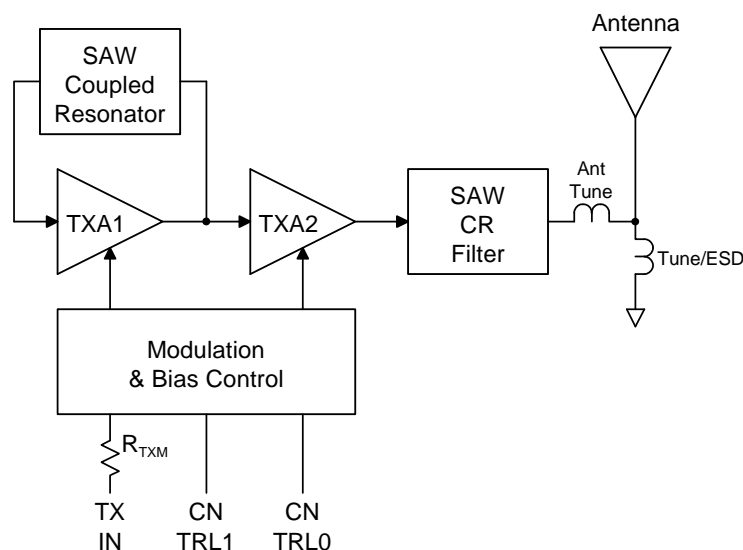 Antenna
SAW
Coupled
Resonator
TXA1
TXA2
SAW
CR
Filter
Ant
Tune
Tune/ESD
Modulation
& Bias Control
RTXM
TX
IN
CN
TRL1
CN
TRL0